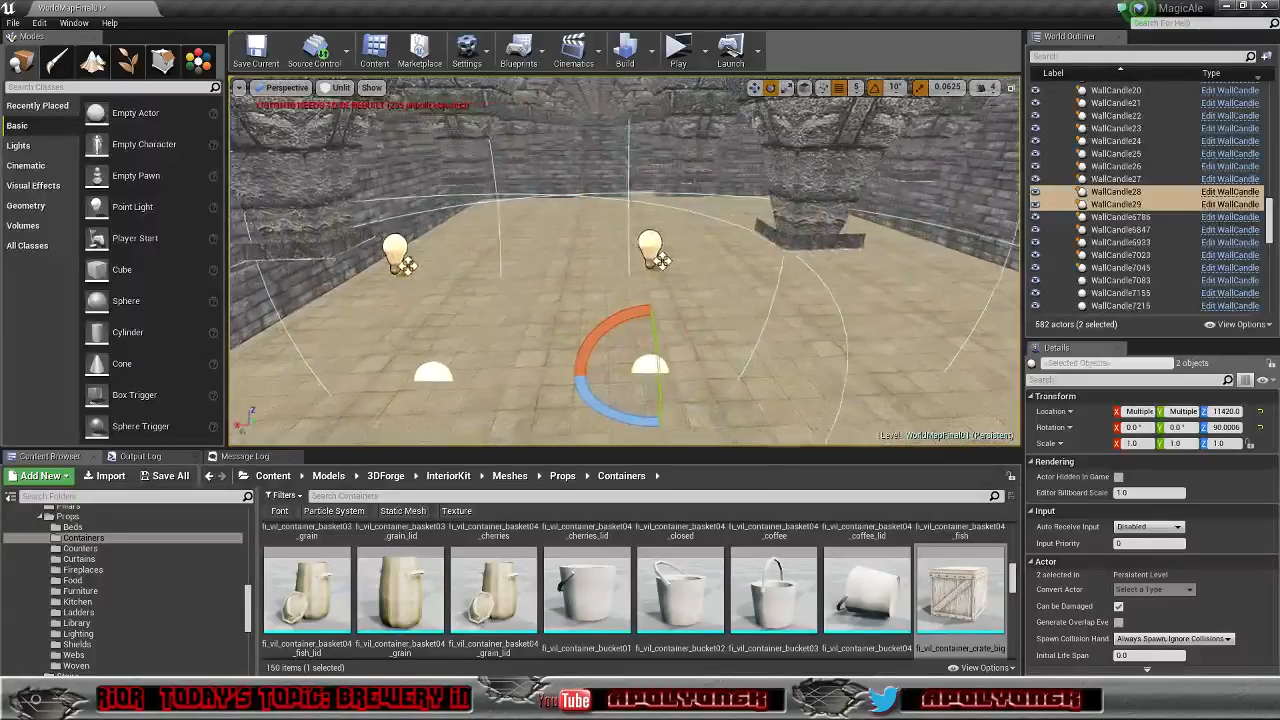 WorldMapFinal01*
MagicAle
File Edit Window Help
Search For Help
Modes
Search Classes
Recently Placed
Basic
Lights
Cinematic
Visual Effects
Geometry
Volumes
All Classes
Empty Actor
Empty Character
Empty Pawn
Point Light
Player Start
Cube
Sphere
Cylinder
Cone
Box Trigger
Sphere Trigger
Save Current
Source Control
Content
Marketplace
Settings
Blueprints
Cinematics
Build
Play
Launch
Perspective Unlit Show
5 10° 0.0625 4
Level: WorldMapFinal01 (Persistent)
World Outliner
Search
Label Type
WallCandle20 Edit WallCandle
WallCandle21 Edit WallCandle
WallCandle22 Edit WallCandle
WallCandle23 Edit WallCandle
WallCandle24 Edit WallCandle
WallCandle25 Edit WallCandle
WallCandle26 Edit WallCandle
WallCandle27 Edit WallCandle
WallCandle28 Edit WallCandle
WallCandle29 Edit WallCandle
WallCandle6786 Edit WallCandle
WallCandle6847 Edit WallCandle
WallCandle6933 Edit WallCandle
WallCandle7023 Edit WallCandle
WallCandle7045 Edit WallCandle
WallCandle7083 Edit WallCandle
WallCandle7155 Edit WallCandle
WallCandle7215 Edit WallCandle
582 actors (2 selected) View Options
Details
<Selected Objects> 2 objects
Search
Transform
Location X Multiple Y Multiple Z 11420.0
Rotation X 0.0 ° Y 0.0 ° Z 90.0006
Scale X 1.0 Y 1.0 Z 1.0
Rendering
Actor Hidden In Game
Editor Billboard Scale 1.0
Input
Auto Receive Input Disabled
Input Priority 0
Actor
2 selected in Persistent Level
Convert Actor Select a Type
Can be Damaged
Generate Overlap Eve
Spawn Collision Hand Always Spawn, Ignore Collisions
Initial Life Span 0.0
Content Browser Output Log Message Log
Add New Import Save All Content Models 3DForge InteriorKit Meshes Props Containers
Search Folders
Filters Search Containers
Font Particle System Static Mesh Texture
Pillars
Props
Beds
Containers
Counters
Curtains
Fireplaces
Food
Furniture
Kitchen
Ladders
Library
Lighting
Shields
Webs
Woven
fi_vil_container_basket03 fi_vil_container_basket03 fi_vil_container_basket04 fi_vil_container_basket04 fi_vil_container_basket04 fi_vil_container_basket04 fi_vil_container_basket04 fi_vil_container_basket04
_grain _grain_lid _cherries _cherries_lid _closed _coffee _coffee_lid _fish
fi_vil_container_basket04 fi_vil_container_basket04 fi_vil_container_basket04 fi_vil_container_bucket01 fi_vil_container_bucket02 fi_vil_container_bucket03 fi_vil_container_bucket04 fi_vil_container_crate_big
_fish_lid _grain _grain_lid
150 items (1 selected) View Options
rior Today's Topic: Brewery in
YouTube Apolyonsk Apolyonsk